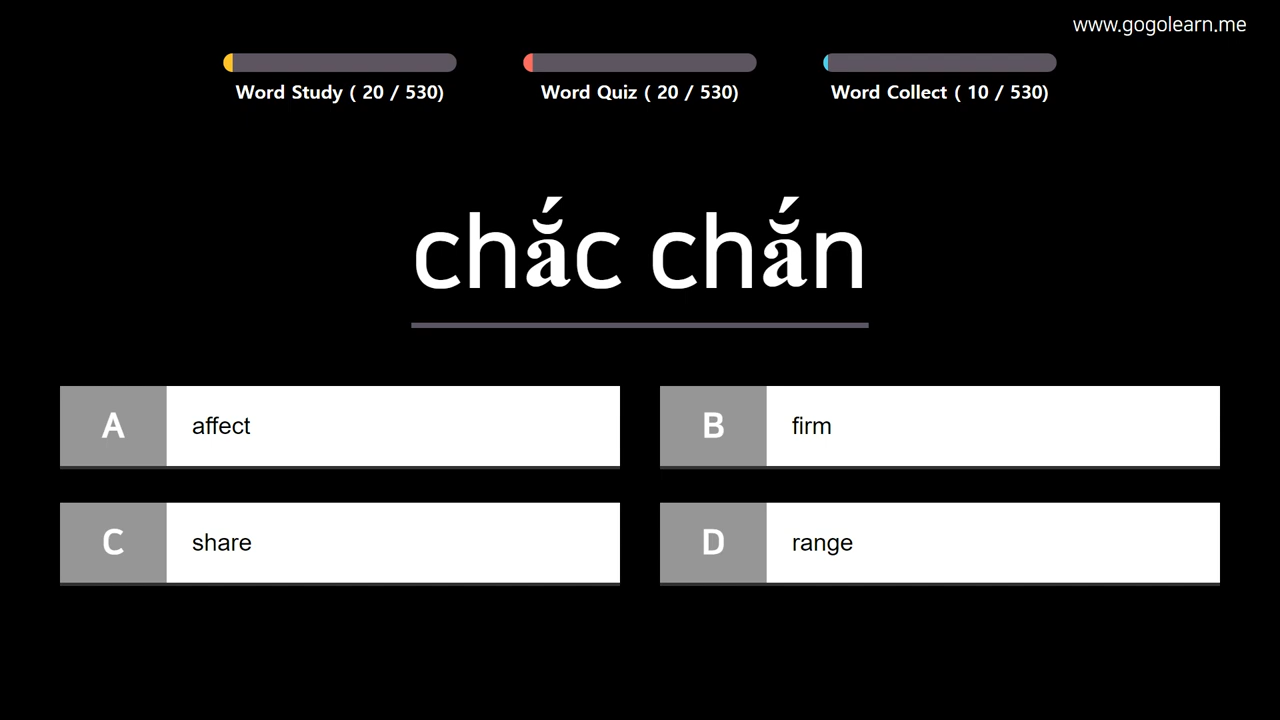 www.gogolearn.me
Word Study ( 20 / 530)
Word Quiz ( 20 / 530)
Word Collect ( 10 / 530)
chắc chắn
A affect
B firm
C share
D range